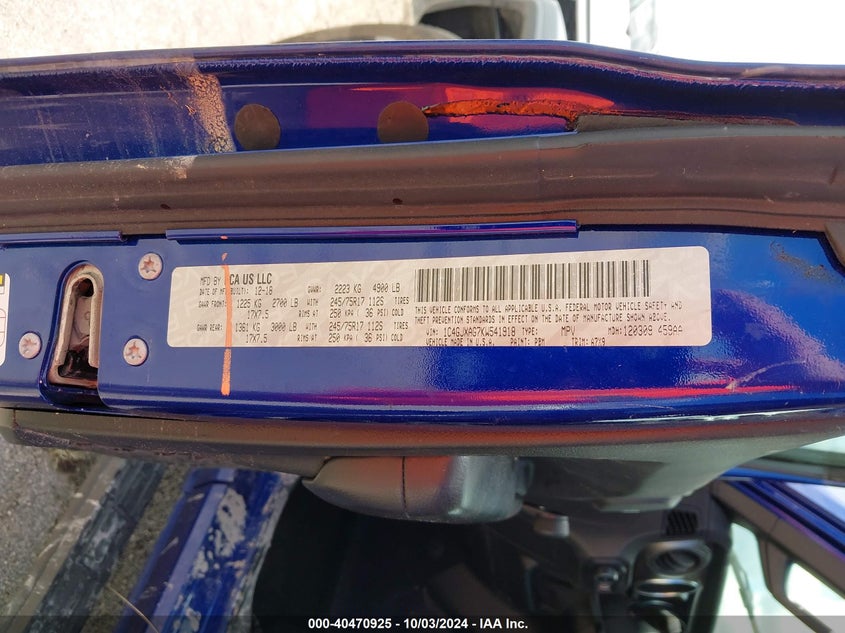 MFD BY FCA US LLC
DATE OF MFR(BUILT): 12-18 GVWR: 2223 KG 4900 LB
GAWR FRONT: 1225 KG 2700 LB WITH 245/75R17 112S TIRES
17X7.5 RIMS AT 250 KPA ( 36 PSI) COLD
GAWR REAR: 1361 KG 3000 LB WITH 245/75R17 112S TIRES
17X7.5 RIMS AT 250 KPA ( 36 PSI) COLD
THIS VEHICLE CONFORMS TO ALL APPLICABLE U.S.A. FEDERAL MOTOR VEHICLE SAFETY AND
THEFT PREVENTION STANDARDS IN EFFECT ON THE DATE OF MANUFACTURE SHOWN ABOVE.
VIN: 1C4GJXAG7KW541918 TYPE: MPV MDH: 120309 459AA
VEHICLE MADE IN U.S.A. PAINT: PBM TRIM: A7X9
000-40470925 - 10/03/2024 - IAA Inc.